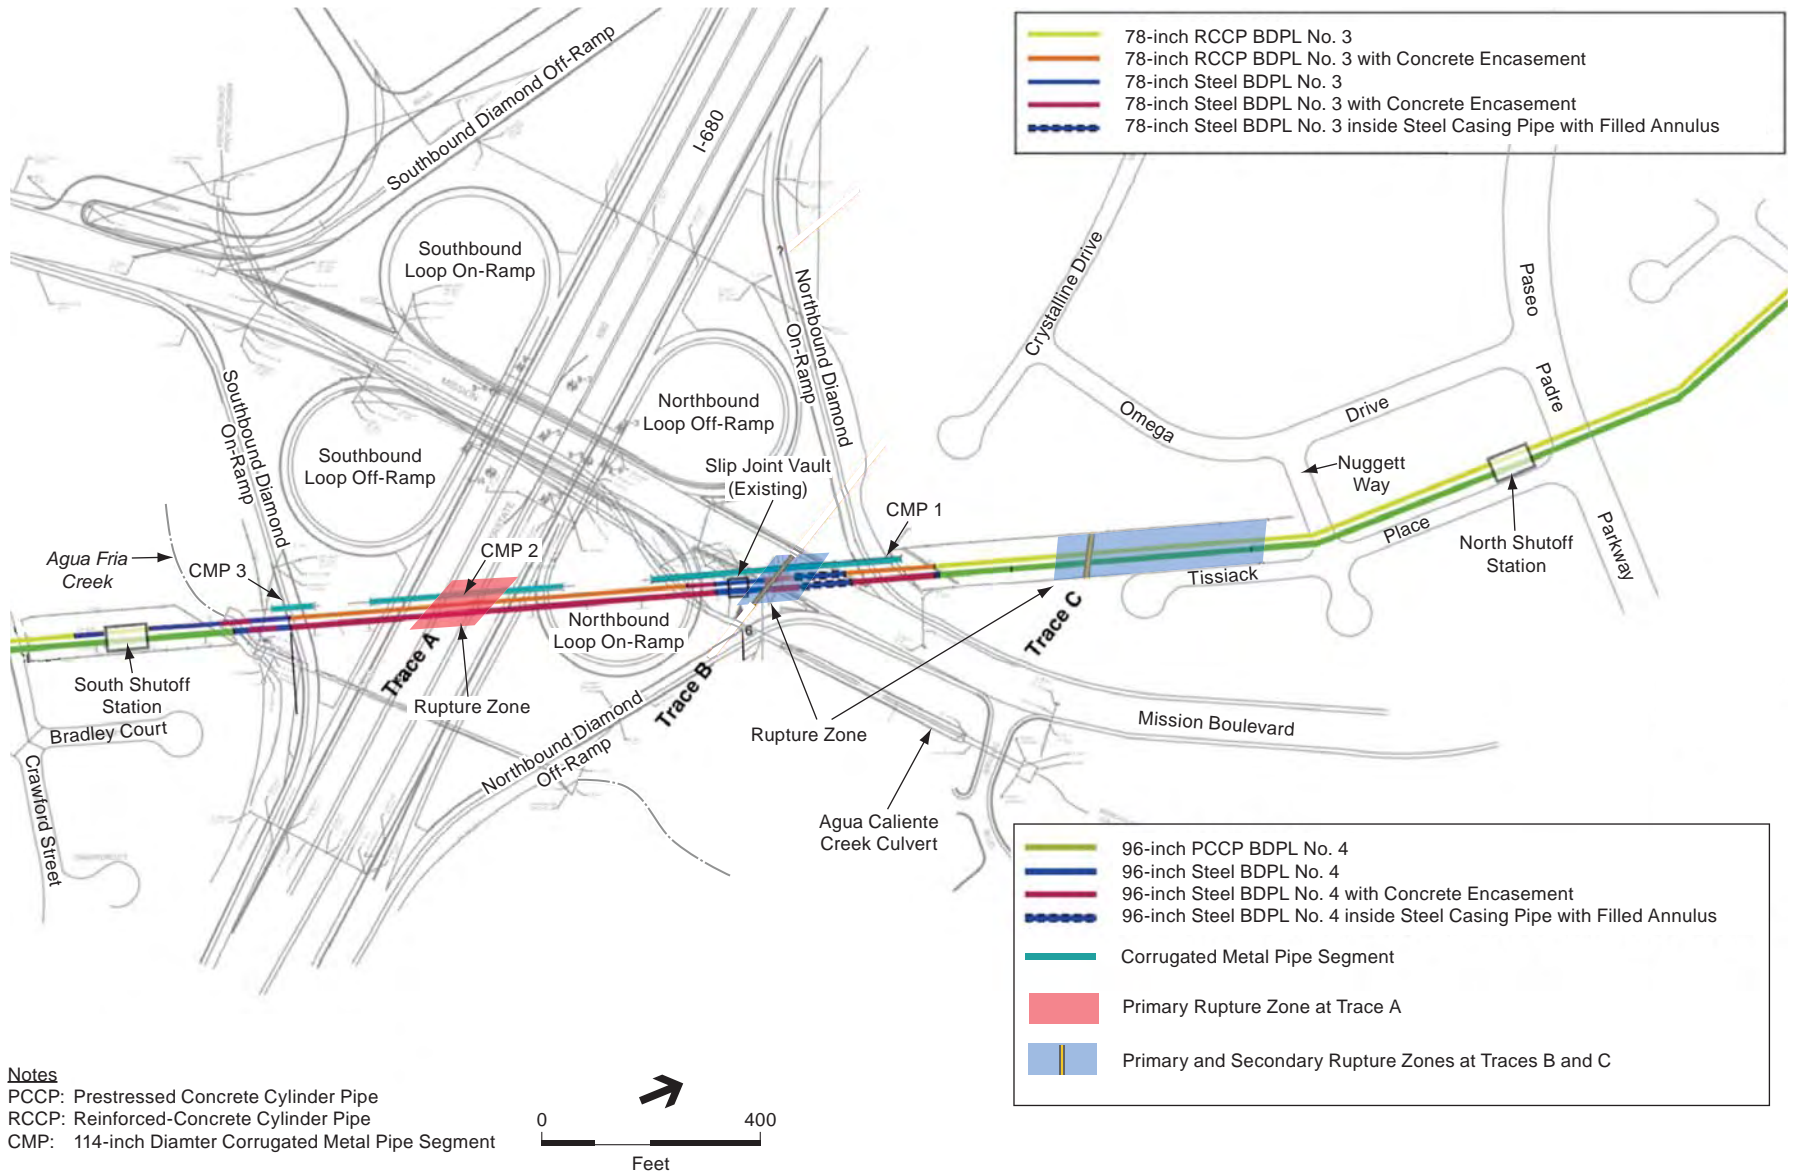 78-inch RCCP BDPL No. 3
78-inch RCCP BDPL No. 3 with Concrete Encasement
78-inch Steel BDPL No. 3
78-inch Steel BDPL No. 3 with Concrete Encasement
78-inch Steel BDPL No. 3 inside Steel Casing Pipe with Filled Annulus
Southbound Diamond Off-Ramp
I-680
Southbound
Loop On-Ramp
Northbound Diamond
On-Ramp
?
Crystalline Drive
Paseo
Padre
Parkway
Southbound Diamond
On-Ramp
Northbound
Loop Off-Ramp
Omega
Drive
Southbound
Loop Off-Ramp
Slip Joint Vault
(Existing)
Nuggett
Way
CMP 1
Place
Agua Fria
Creek
CMP 2
North Shutoff
Station
CMP 3
Tissiack
Northbound
Loop On-Ramp
6
Trace A
Trace B
Trace C
South Shutoff
Station
Rupture Zone
Rupture Zone
Bradley Court
Mission Boulevard
Crawford Street
Northbound Diamond
Off-Ramp
Agua Caliente
Creek Culvert
96-inch PCCP BDPL No. 4
96-inch Steel BDPL No. 4
96-inch Steel BDPL No. 4 with Concrete Encasement
96-inch Steel BDPL No. 4 inside Steel Casing Pipe with Filled Annulus
Corrugated Metal Pipe Segment
Primary Rupture Zone at Trace A
Primary and Secondary Rupture Zones at Traces B and C
Notes
PCCP: Prestressed Concrete Cylinder Pipe
RCCP: Reinforced-Concrete Cylinder Pipe
CMP: 114-inch Diamter Corrugated Metal Pipe Segment
0 400
Feet